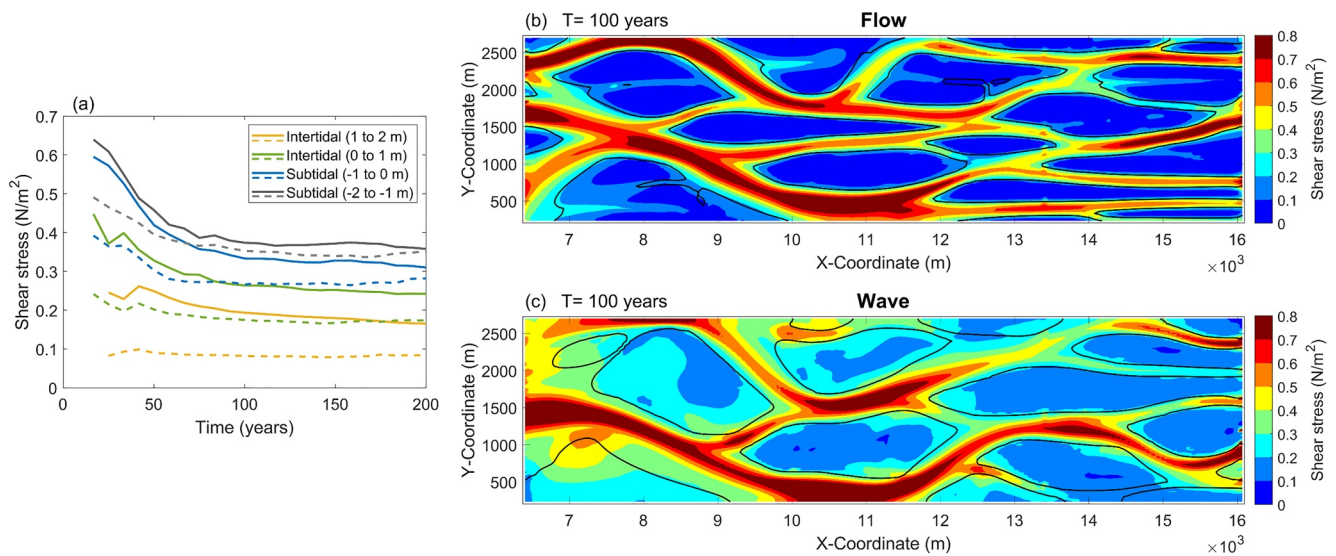 (a)
Shear stress (N/m²)
0.7
0.6
0.5
0.4
0.3
0.2
0.1
0
0 50 100 150 200
Time (years)
Intertidal (1 to 2 m)
Intertidal (0 to 1 m)
Subtidal (-1 to 0 m)
Subtidal (-2 to -1 m)
(b) T= 100 years Flow
Y-Coordinate (m)
2500
2000
1500
1000
500
7 8 9 10 11 12 13 14 15 16
X-Coordinate (m)
×10³
0.8
0.7
0.6
0.5
0.4
0.3
0.2
0.1
0
Shear stress (N/m²)
(c) T= 100 years Wave
Y-Coordinate (m)
2500
2000
1500
1000
500
7 8 9 10 11 12 13 14 15 16
X-Coordinate (m)
×10³
0.8
0.7
0.6
0.5
0.4
0.3
0.2
0.1
0
Shear stress (N/m²)